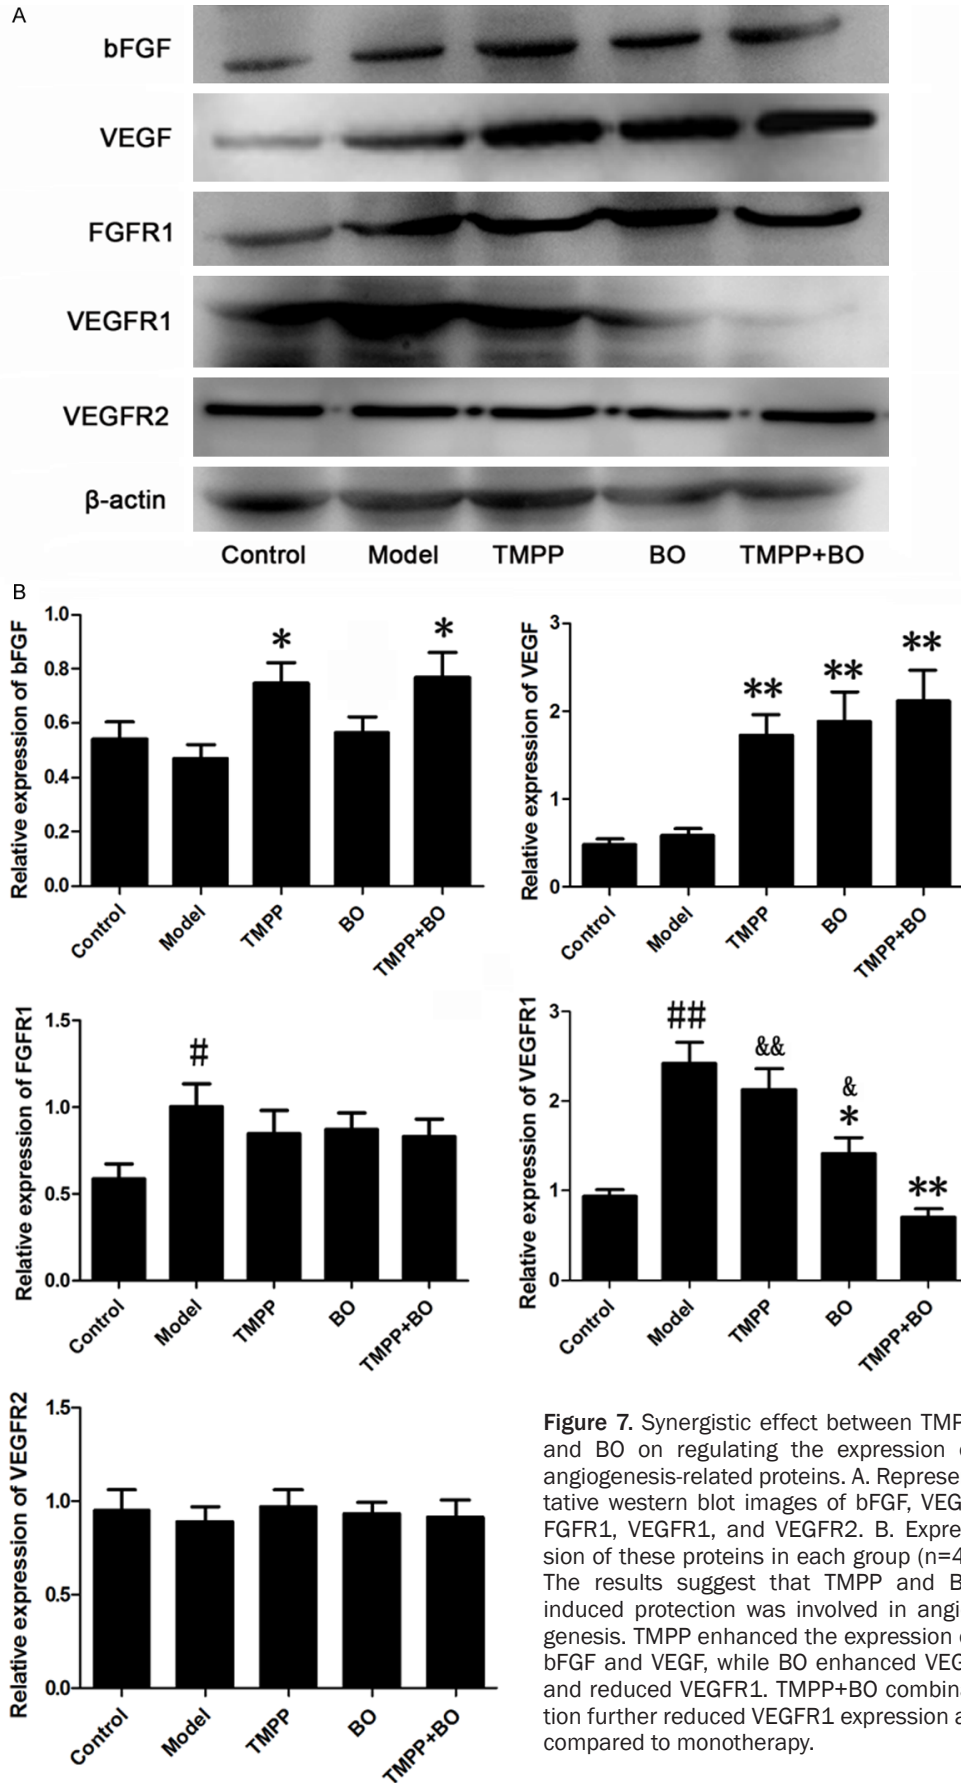 A
bFGF
VEGF
FGFR1
VEGFR1
VEGFR2
β-actin
Control Model TMPP BO TMPP+BO
B
Relative expression of bFGF
1.0
0.8
0.6
0.4
0.2
0.0
*
*
Control Model TMPP BO TMPP+BO
Relative expression of VEGF
3
2
1
0
**
**
**
Control Model TMPP BO TMPP+BO
Relative expression of FGFR1
1.5
1.0
0.5
0.0
#
Control Model TMPP BO TMPP+BO
Relative expression of VEGFR1
3
2
1
0
##
&&
&
*
**
Control Model TMPP BO TMPP+BO
Relative expression of VEGFR2
1.5
1.0
0.5
0.0
Control Model TMPP BO TMPP+BO
Figure 7. Synergistic effect between TMP
and BO on regulating the expression
angiogenesis-related proteins. A. Represe
tative western blot images of bFGF, VEG
FGFR1, VEGFR1, and VEGFR2. B. Expre
sion of these proteins in each group (n=4
The results suggest that TMPP and B
induced protection was involved in angi
genesis. TMPP enhanced the expression
bFGF and VEGF, while BO enhanced VEG
and reduced VEGFR1. TMPP+BO combina
tion further reduced VEGFR1 expression a
compared to monotherapy.